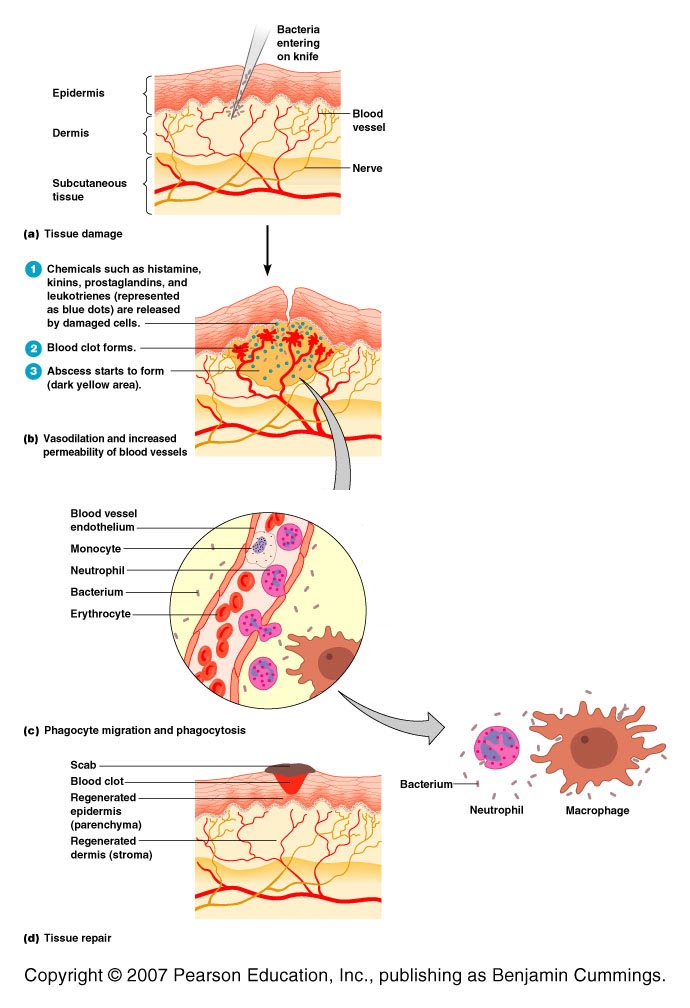 Bacteria
entering
on knife
Epidermis
Dermis
Subcutaneous
tissue
Blood
vessel
Nerve
(a) Tissue damage
1 Chemicals such as histamine,
kinins, prostaglandins, and
leukotrienes (represented
as blue dots) are released
by damaged cells.
2 Blood clot forms.
3 Abscess starts to form
(dark yellow area).
(b) Vasodilation and increased
permeability of blood vessels
Blood vessel
endothelium
Monocyte
Neutrophil
Bacterium
Erythrocyte
(c) Phagocyte migration and phagocytosis
Bacterium
Neutrophil
Macrophage
Scab
Blood clot
Regenerated
epidermis
(parenchyma)
Regenerated
dermis (stroma)
(d) Tissue repair
Copyright © 2007 Pearson Education, Inc., publishing as Benjamin Cummings.